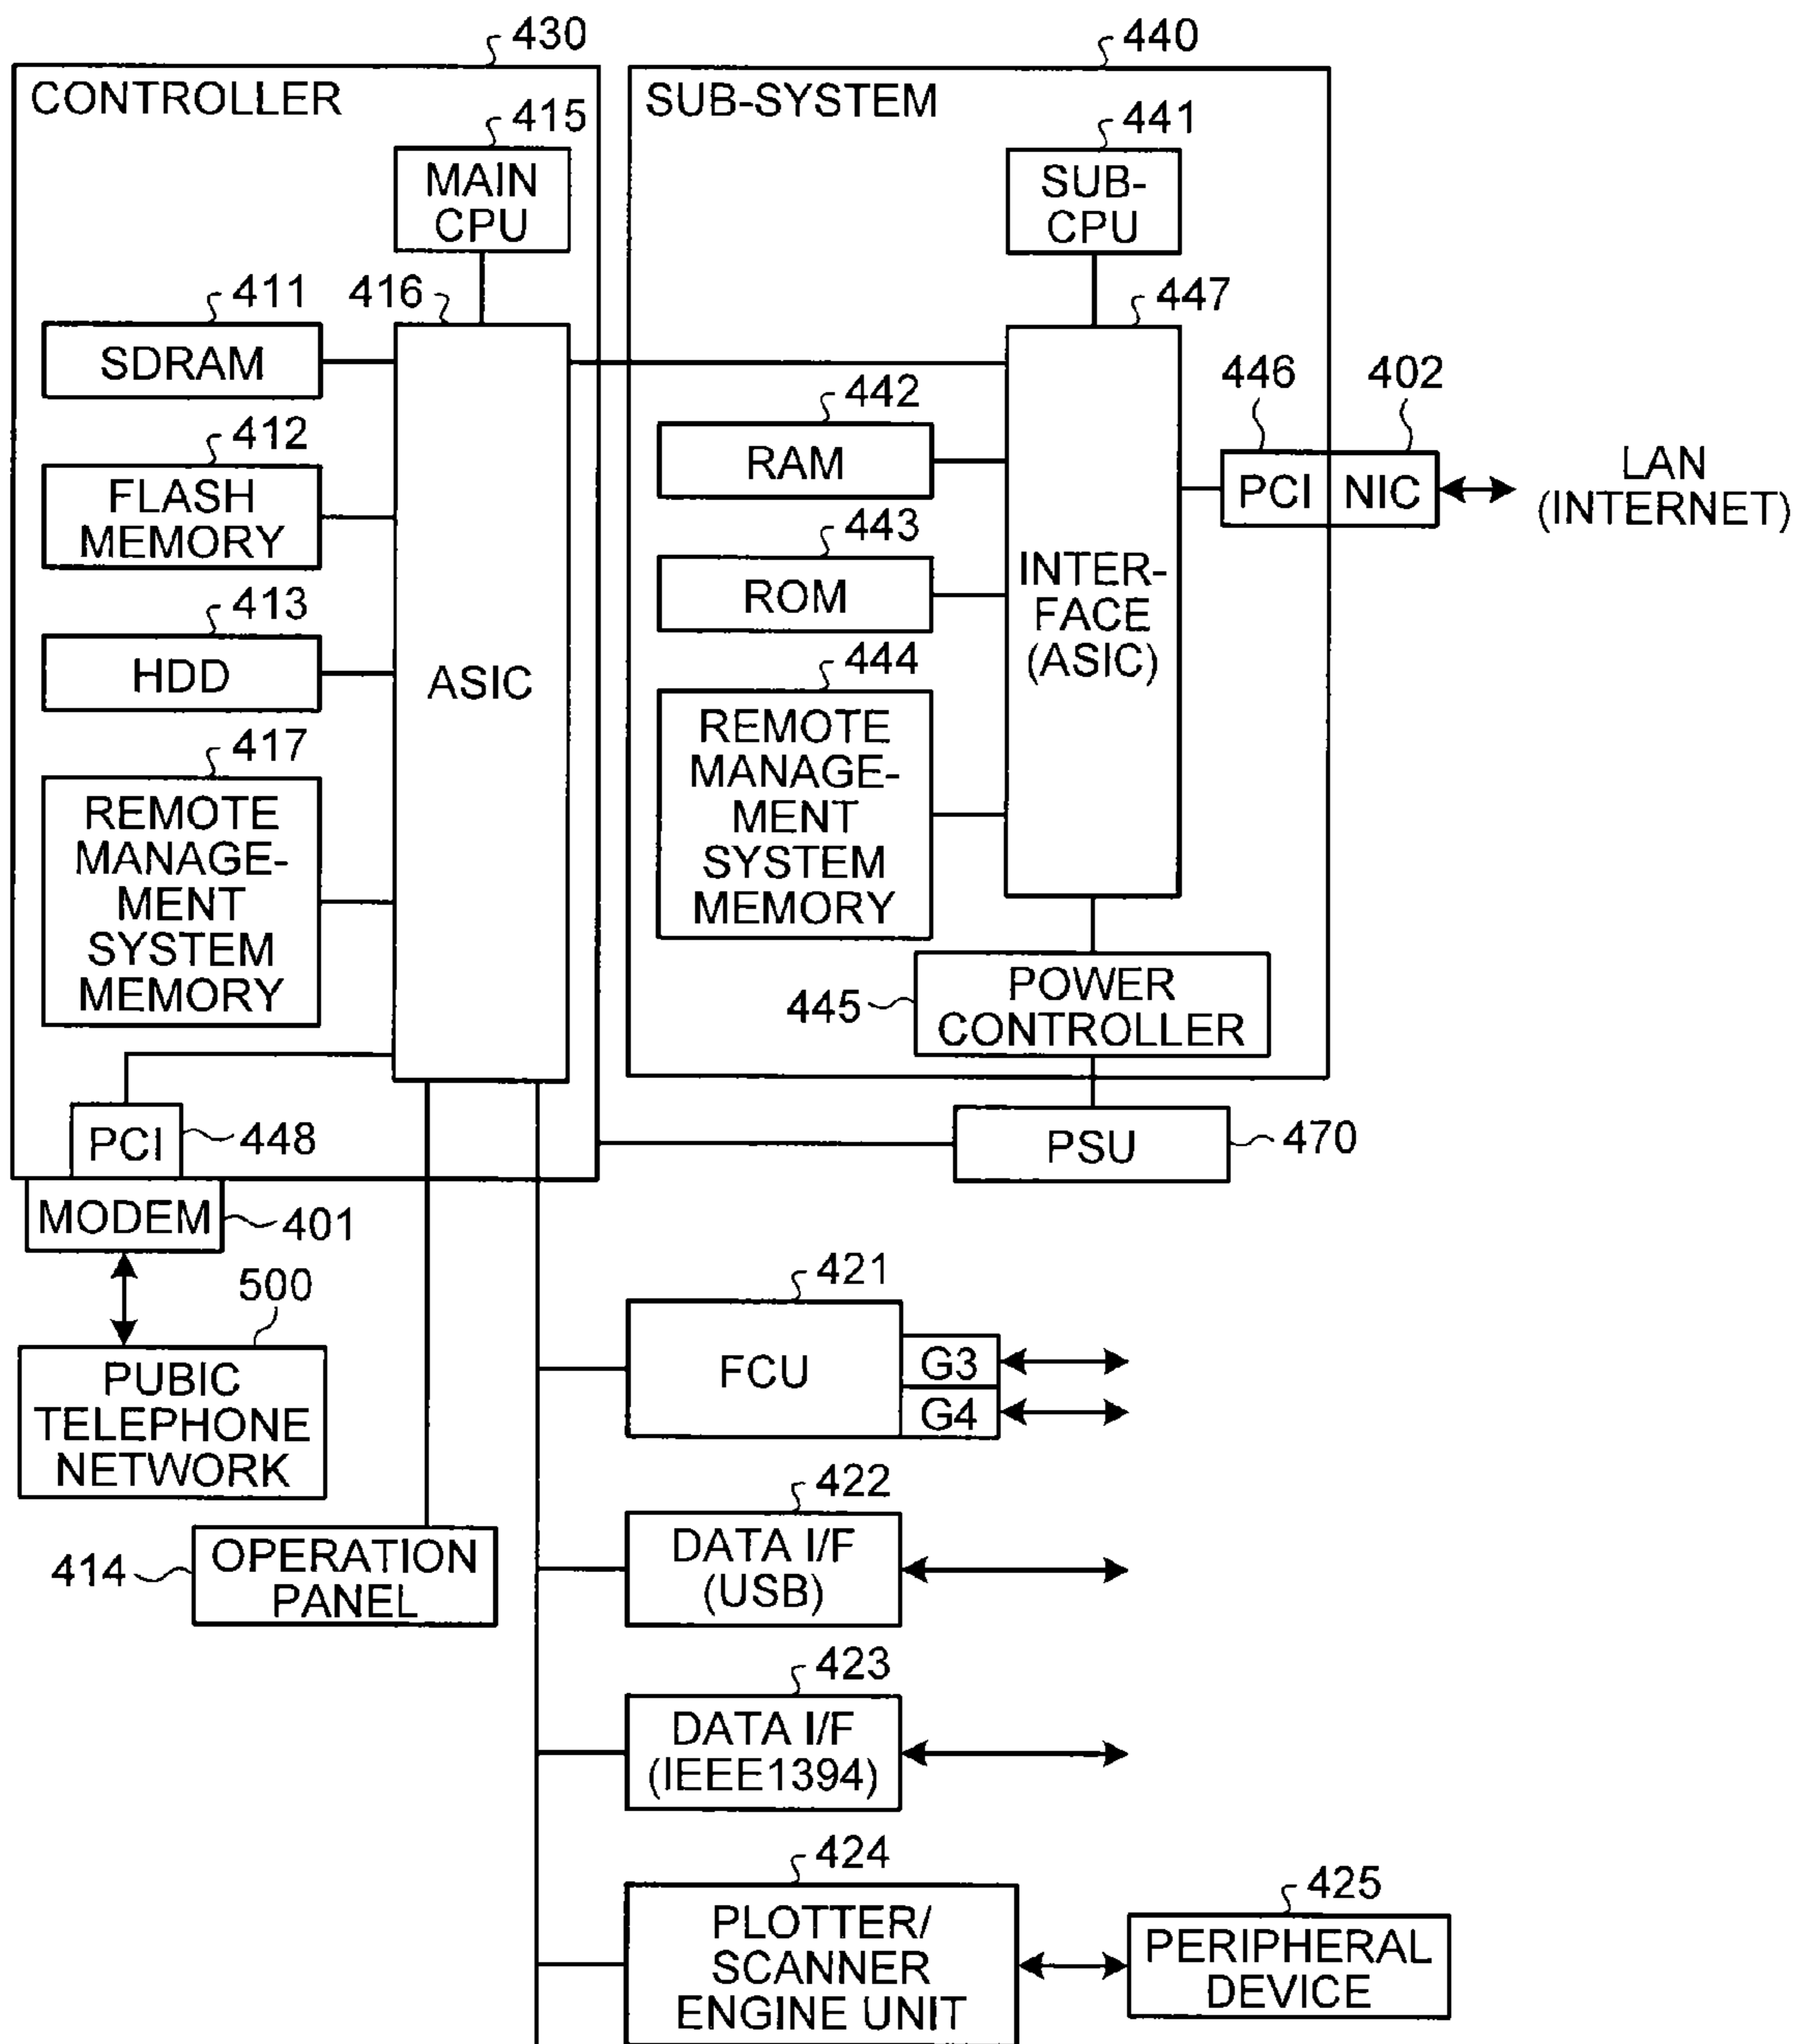 430
CONTROLLER
415
MAIN
CPU
411
416
SDRAM
412
FLASH
MEMORY
413
HDD
ASIC
417
REMOTE
MANAGE-
MENT
SYSTEM
MEMORY
PCI
448
MODEM
401
500
PUBIC
TELEPHONE
NETWORK
414
OPERATION
PANEL
440
SUB-SYSTEM
441
SUB-
CPU
447
442
RAM
443
ROM
444
REMOTE
MANAGE-
MENT
SYSTEM
MEMORY
INTER-
FACE
(ASIC)
446
402
PCI
NIC
LAN
(INTERNET)
445
POWER
CONTROLLER
PSU
470
421
FCU
G3
G4
422
DATA I/F
(USB)
423
DATA I/F
(IEEE1394)
424
PLOTTER/
SCANNER
ENGINE UNIT
425
PERIPHERAL
DEVICE